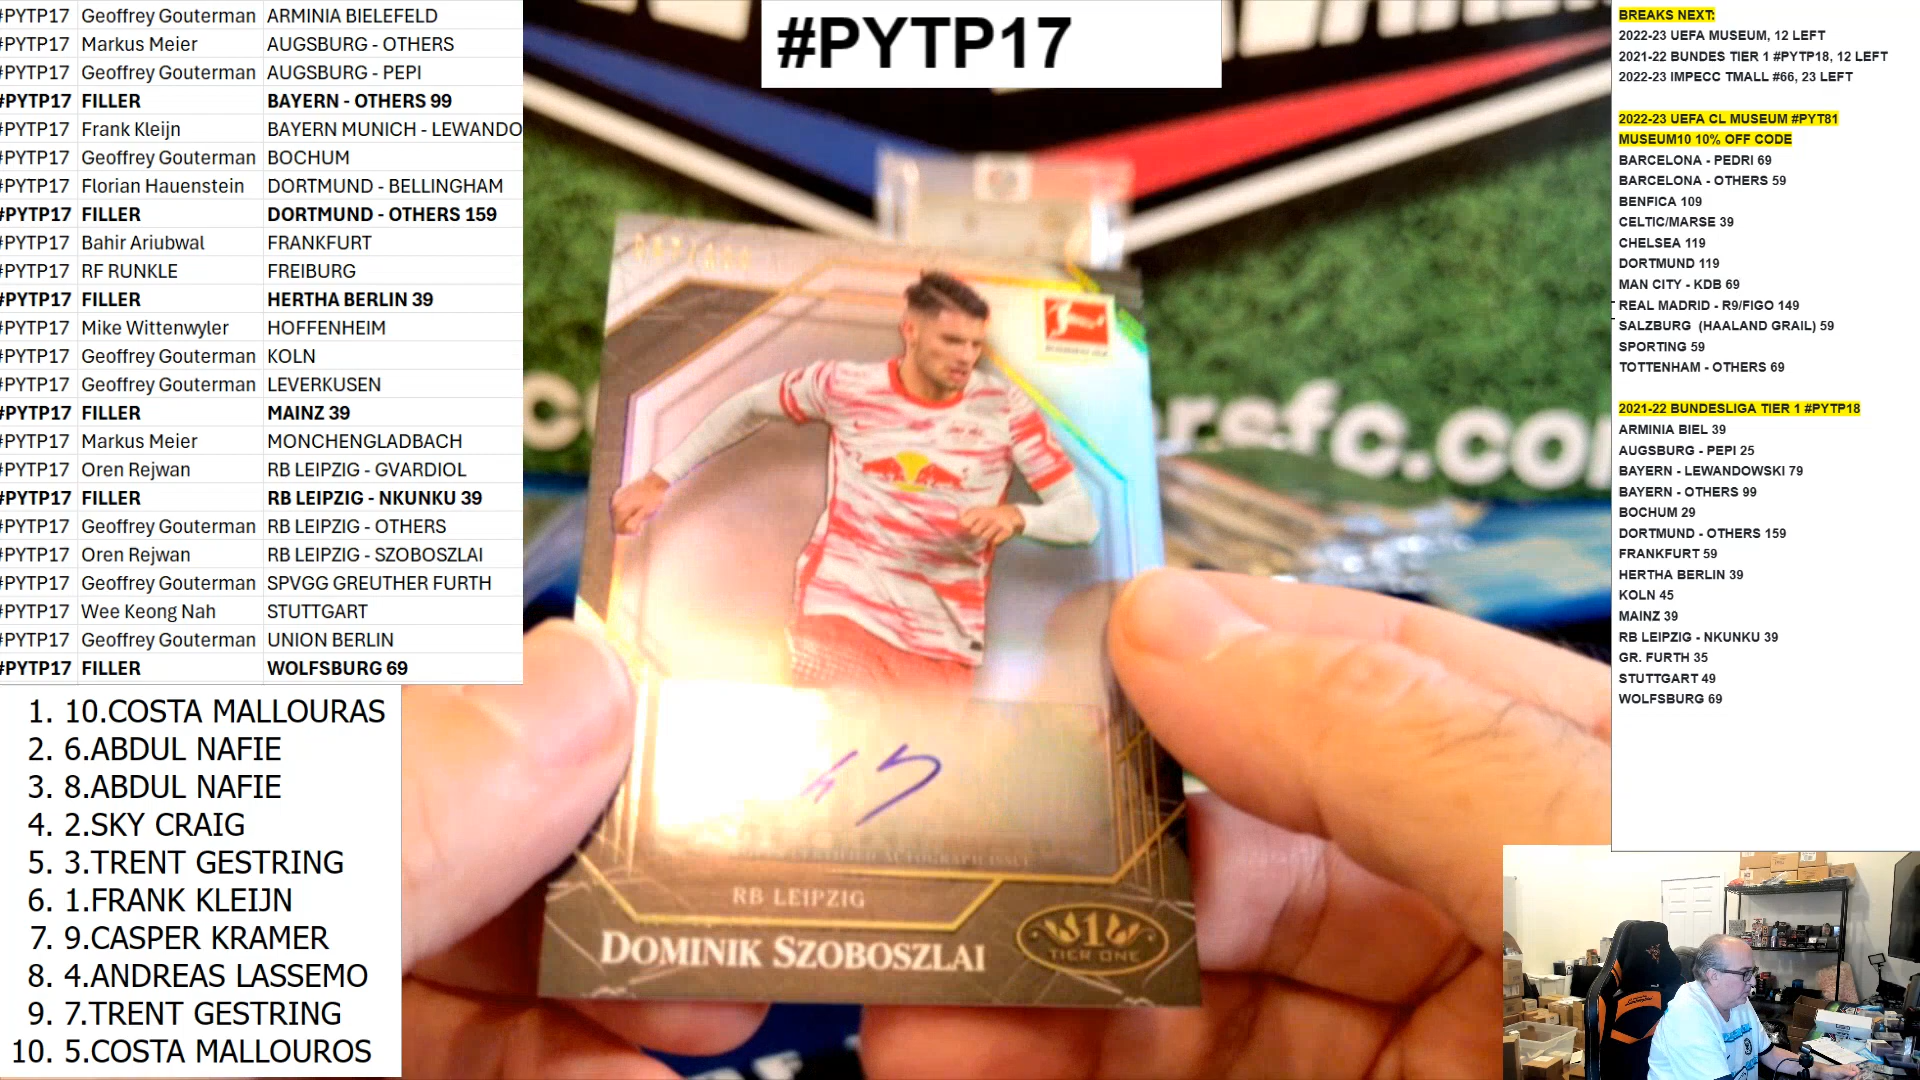 #PYTP17 Geoffrey Gouterman ARMINIA BIELEFELD
#PYTP17 Markus Meier AUGSBURG - OTHERS
#PYTP17 Geoffrey Gouterman AUGSBURG - PEPI
#PYTP17 FILLER BAYERN - OTHERS 99
#PYTP17 Frank Kleijn BAYERN MUNICH - LEWANDO
#PYTP17 Geoffrey Gouterman BOCHUM
#PYTP17 Florian Hauenstein DORTMUND - BELLINGHAM
#PYTP17 FILLER DORTMUND - OTHERS 159
#PYTP17 Bahir Ariubwal FRANKFURT
#PYTP17 RF RUNKLE FREIBURG
#PYTP17 FILLER HERTHA BERLIN 39
#PYTP17 Mike Wittenwyler HOFFENHEIM
#PYTP17 Geoffrey Gouterman KOLN
#PYTP17 Geoffrey Gouterman LEVERKUSEN
#PYTP17 FILLER MAINZ 39
#PYTP17 Markus Meier MONCHENGLADBACH
#PYTP17 Oren Rejwan RB LEIPZIG - GVARDIOL
#PYTP17 FILLER RB LEIPZIG - NKUNKU 39
#PYTP17 Geoffrey Gouterman RB LEIPZIG - OTHERS
#PYTP17 Oren Rejwan RB LEIPZIG - SZOBOSZLAI
#PYTP17 Geoffrey Gouterman SPVGG GREUTHER FURTH
#PYTP17 Wee Keong Nah STUTTGART
#PYTP17 Geoffrey Gouterman UNION BERLIN
#PYTP17 FILLER WOLFSBURG 69
1. 10.COSTA MALLOURAS
2. 6.ABDUL NAFIE
3. 8.ABDUL NAFIE
4. 2.SKY CRAIG
5. 3.TRENT GESTRING
6. 1.FRANK KLEIJN
7. 9.CASPER KRAMER
8. 4.ANDREAS LASSEMO
9. 7.TRENT GESTRING
10. 5.COSTA MALLOUROS
#PYTP17
rsfc.co
RB LEIPZIG
DOMINIK SZOBOSZLAI
1
TIER ONE
BREAKS NEXT:
2022-23 UEFA MUSEUM, 12 LEFT
2021-22 BUNDES TIER 1 #PYTP18, 12 LEFT
2022-23 IMPECC TMALL #66, 23 LEFT
2022-23 UEFA CL MUSEUM #PYT81
MUSEUM10 10% OFF CODE
BARCELONA - PEDRI 69
BARCELONA - OTHERS 59
BENFICA 109
CELTIC/MARSE 39
CHELSEA 119
DORTMUND 119
MAN CITY - KDB 69
REAL MADRID - R9/FIGO 149
SALZBURG (HAALAND GRAIL) 59
SPORTING 59
TOTTENHAM - OTHERS 69
2021-22 BUNDESLIGA TIER 1 #PYTP18
ARMINIA BIEL 39
AUGSBURG - PEPI 25
BAYERN - LEWANDOWSKI 79
BAYERN - OTHERS 99
BOCHUM 29
DORTMUND - OTHERS 159
FRANKFURT 59
HERTHA BERLIN 39
KOLN 45
MAINZ 39
RB LEIPZIG - NKUNKU 39
GR. FURTH 35
STUTTGART 49
WOLFSBURG 69